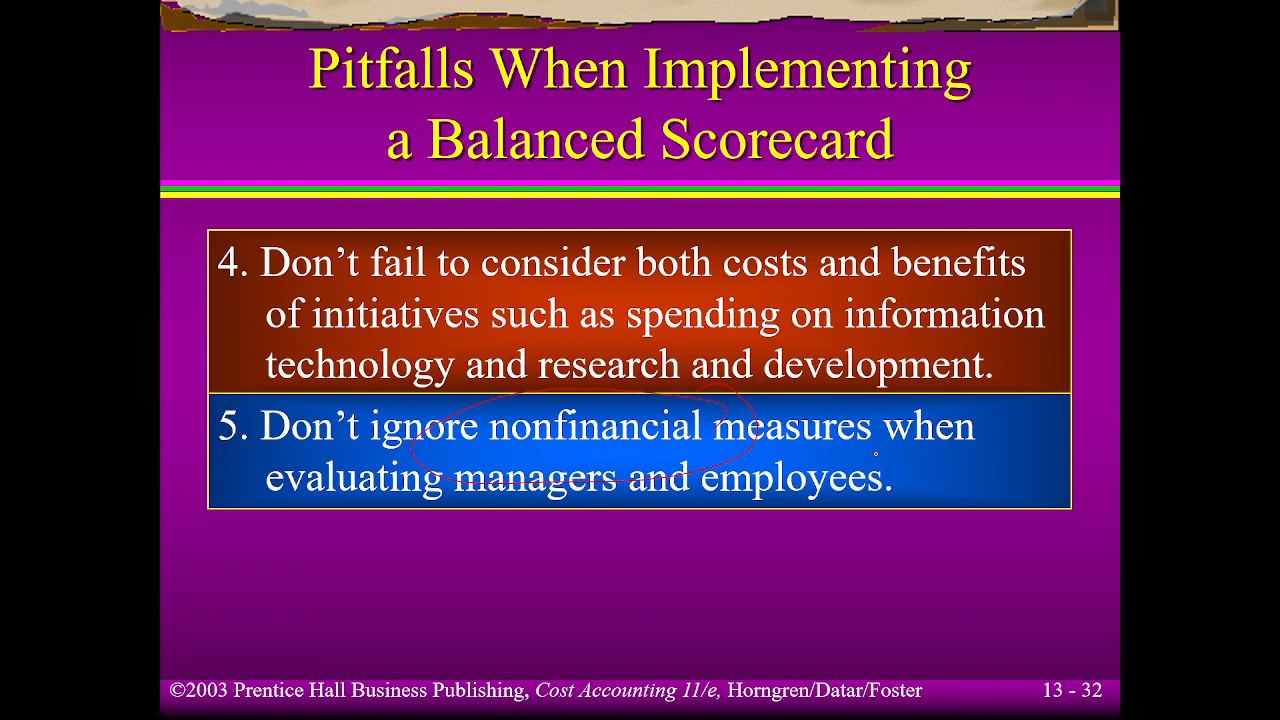 Pitfalls When Implementing
a Balanced Scorecard
4. Don’t fail to consider both costs and benefits
of initiatives such as spending on information
technology and research and development.
5. Don’t ignore nonfinancial measures when
evaluating managers and employees.
©2003 Prentice Hall Business Publishing, Cost Accounting 11/e, Horngren/Datar/Foster
13 - 32